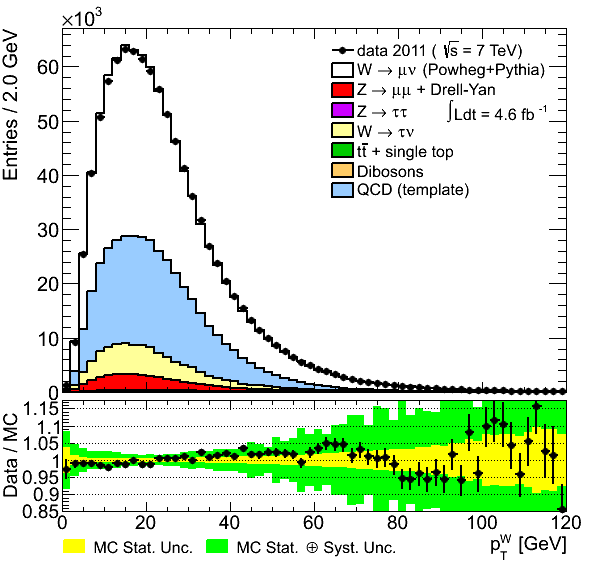 ×10³
Entries / 2.0 GeV
60
50
40
30
20
10
0
data 2011 ( √s = 7 TeV)
W → μν (Powheg+Pythia)
Z → μμ + Drell-Yan
Z → ττ
∫Ldt = 4.6 fb⁻¹
W → τν
tt̅ + single top
Dibosons
QCD (template)
Data / MC
1.15
1.1
1.05
1
0.95
0.9
0.85
0 20 40 60 80 100 120
MC Stat. Unc.
MC Stat. ⊕ Syst. Unc.
p_T^W [GeV]